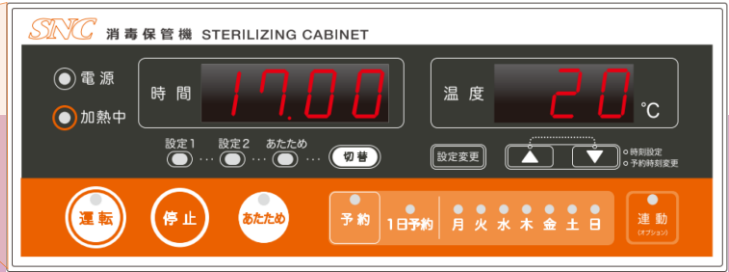 SNC 消毒保管機 STERILIZING CABINET
電源
加熱中
時間 17.00
温度 20 ℃
設定1 設定2 あたため
切替
設定変更
▲ ▼
時刻設定
予約時刻変更
運転
停止
あたため
予約
1日予約
月 火 水 木 金 土 日
連動
(オプション)